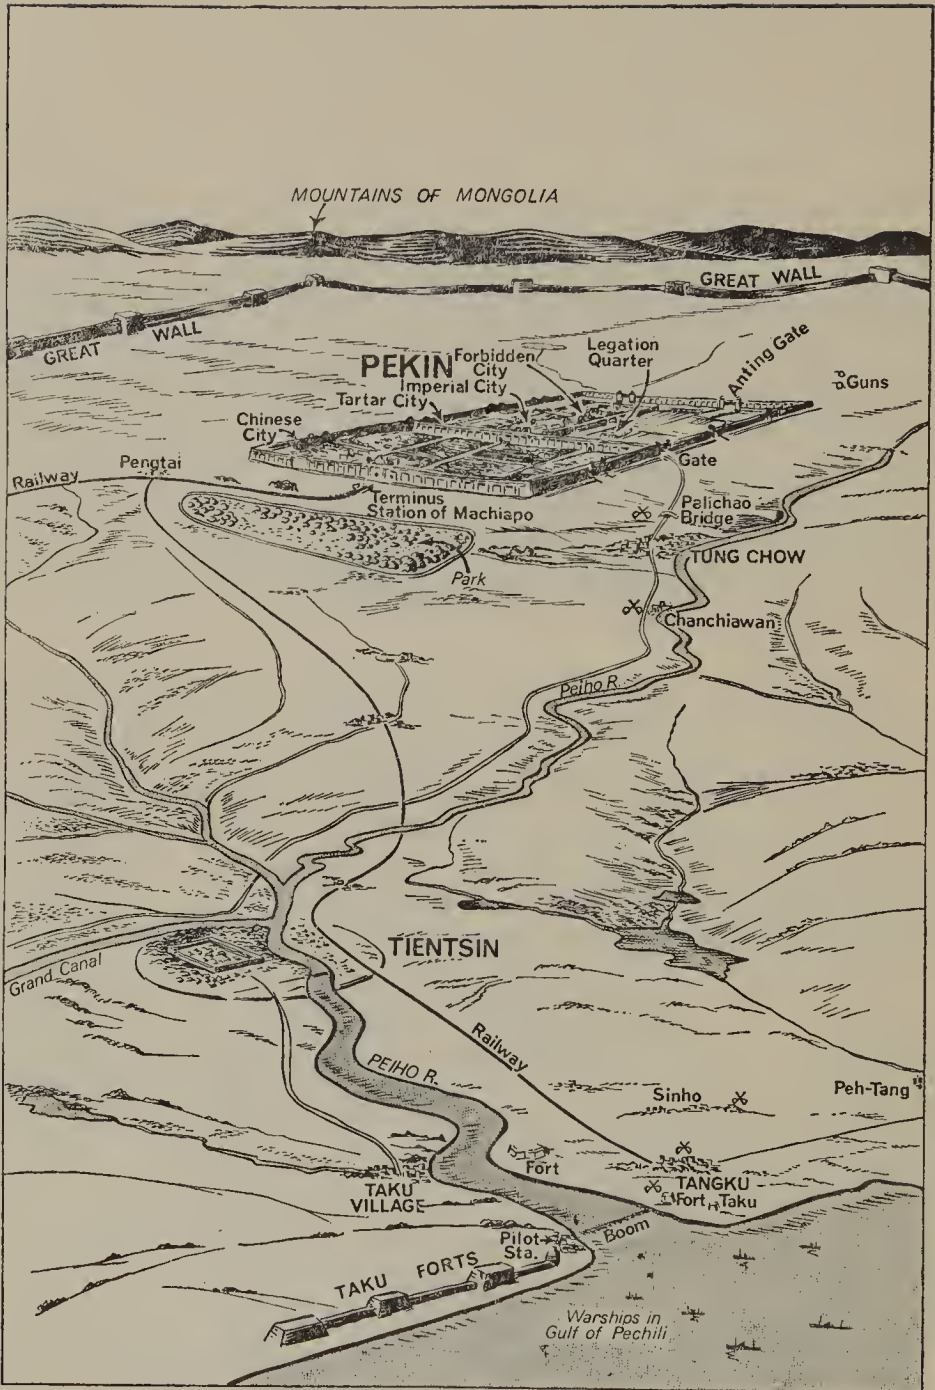 MOUNTAINS OF MONGOLIA
GREAT WALL
GREAT WALL
PEKIN
Forbidden
City
Legation
Quarter
Anting Gate
Imperial City
Tartar City
Guns
Chinese
City
Gate
Railway
Pengtai
Terminus
Station of Machiapo
Palichao
Bridge
TUNG CHOW
Park
Chanchiawan
Peiho R.
TIENTSIN
Grand Canal
Railway
PEIHO R.
Sinho
Peh-Tang
Fort
TAKU
VILLAGE
TANGKU
Fort Taku
Boom
Pilot
Sta.
TAKU FORTS
Warships in
Gulf of Pechili